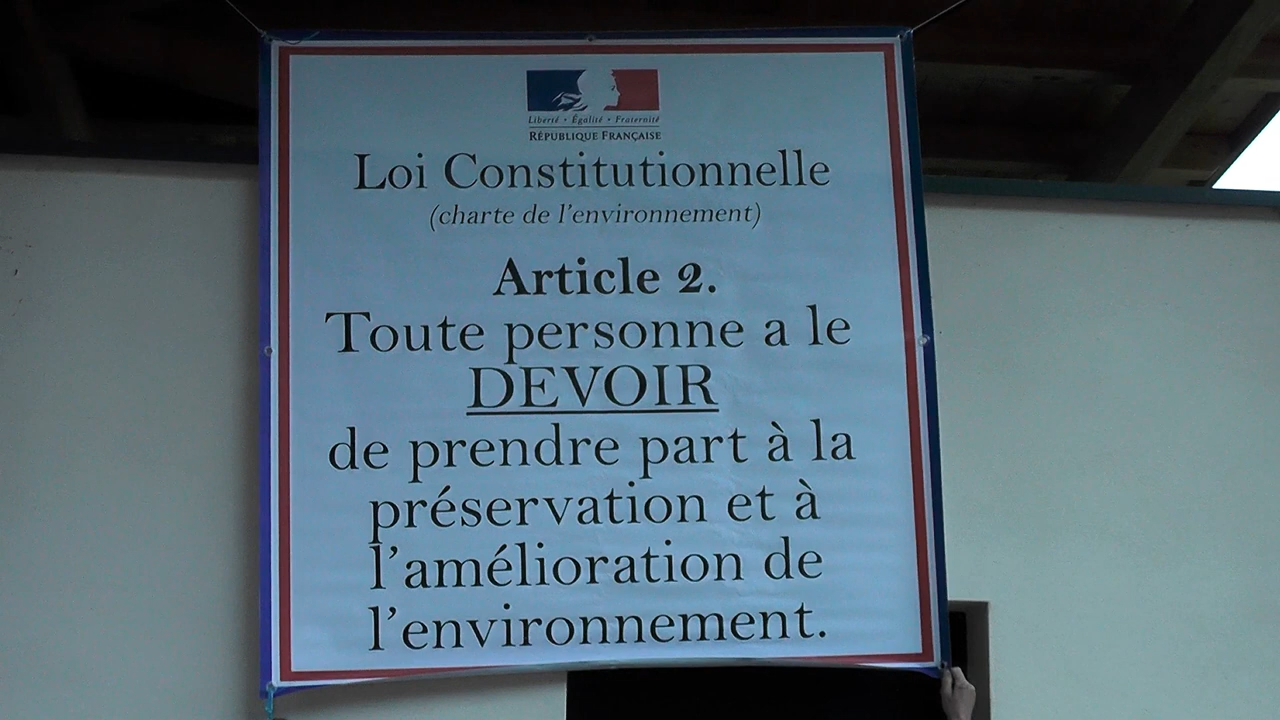 Liberté • Égalité • Fraternité
RÉPUBLIQUE FRANÇAISE
Loi Constitutionnelle
(charte de l'environnement)
Article 2.
Toute personne a le
DEVOIR
de prendre part à la
préservation et à
l'amélioration de
l'environnement.